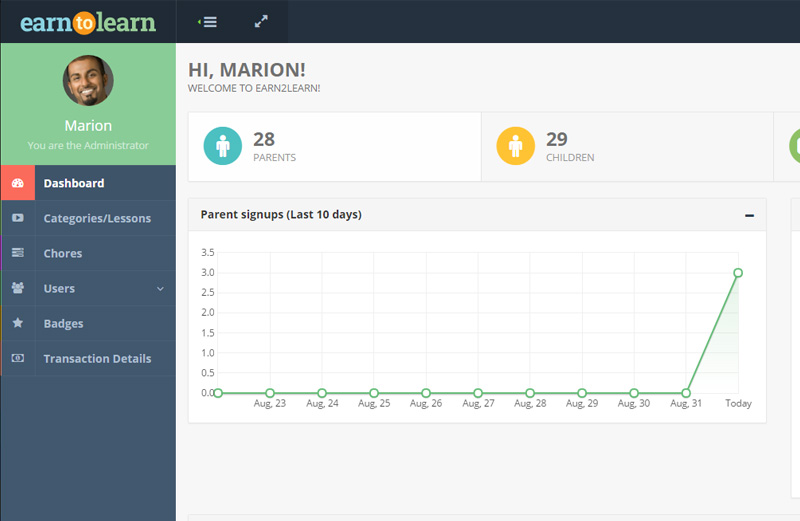 earn to learn
Marion
You are the Administrator
Dashboard
Categories/Lessons
Chores
Users
Badges
Transaction Details
HI, MARION!
WELCOME TO EARN2LEARN!
28
PARENTS
29
CHILDREN
Parent signups (Last 10 days)
3.5
3.0
2.5
2.0
1.5
1.0
0.5
0.0
Aug, 23 Aug, 24 Aug, 25 Aug, 26 Aug, 27 Aug, 28 Aug, 29 Aug, 30 Aug, 31 Today